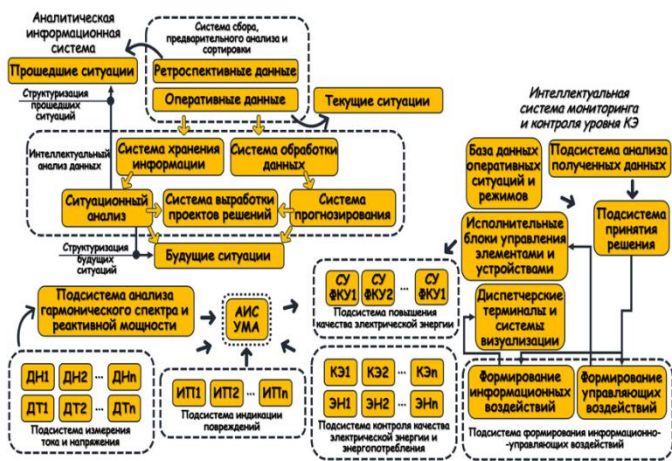 Аналитическая
информационная
система
Система сбора,
предварительного анализа и
сортировки
Прошедшие ситуации
Ретроспективные данные
Оперативные данные
Текущие ситуации
Структуризация
прошедших
ситуаций
Интеллектуальный
анализ данных
Система хранения
информации
Система обработки
данных
Ситуационный
анализ
Система выработки
проектов решений
Система
прогнозирования
Структуризация
будущих
ситуаций
Будущие ситуации
Интеллектуальная
система мониторинга
и контроля уровня КЭ
База данных
оперативных
ситуаций и
режимов
Подсистема анализа
полученных данных
Исполнительные
блоки управления
элементами и
устройствами
Подсистема
принятия
решения
Диспетчерские
терминалы и
системы
визуализации
Формирование
информационных
воздействий
Формирование
управляющих
воздействий
Подсистема формирования информационно-
-управляющих воздействий
Подсистема анализа
гармонического спектра и
реактивной мощности
АИС
УМА
СУ
ФКУ1
СУ
ФКУ2
...
СУ
ФКУ1
Подсистема повышения
качества электрической энергии
ДН1 ДН2 ... ДНn
ДТ1 ДТ2 ... ДТn
Подсистема измерения
тока и напряжения
ИП1 ИП2 ... ИПn
Подсистема индикации
повреждений
КЭ1 КЭ2 ... КЭn
ЭН1 ЭН2 ... ЭНn
Подсистема контроля качества
электрической энергии и
энергопотребления